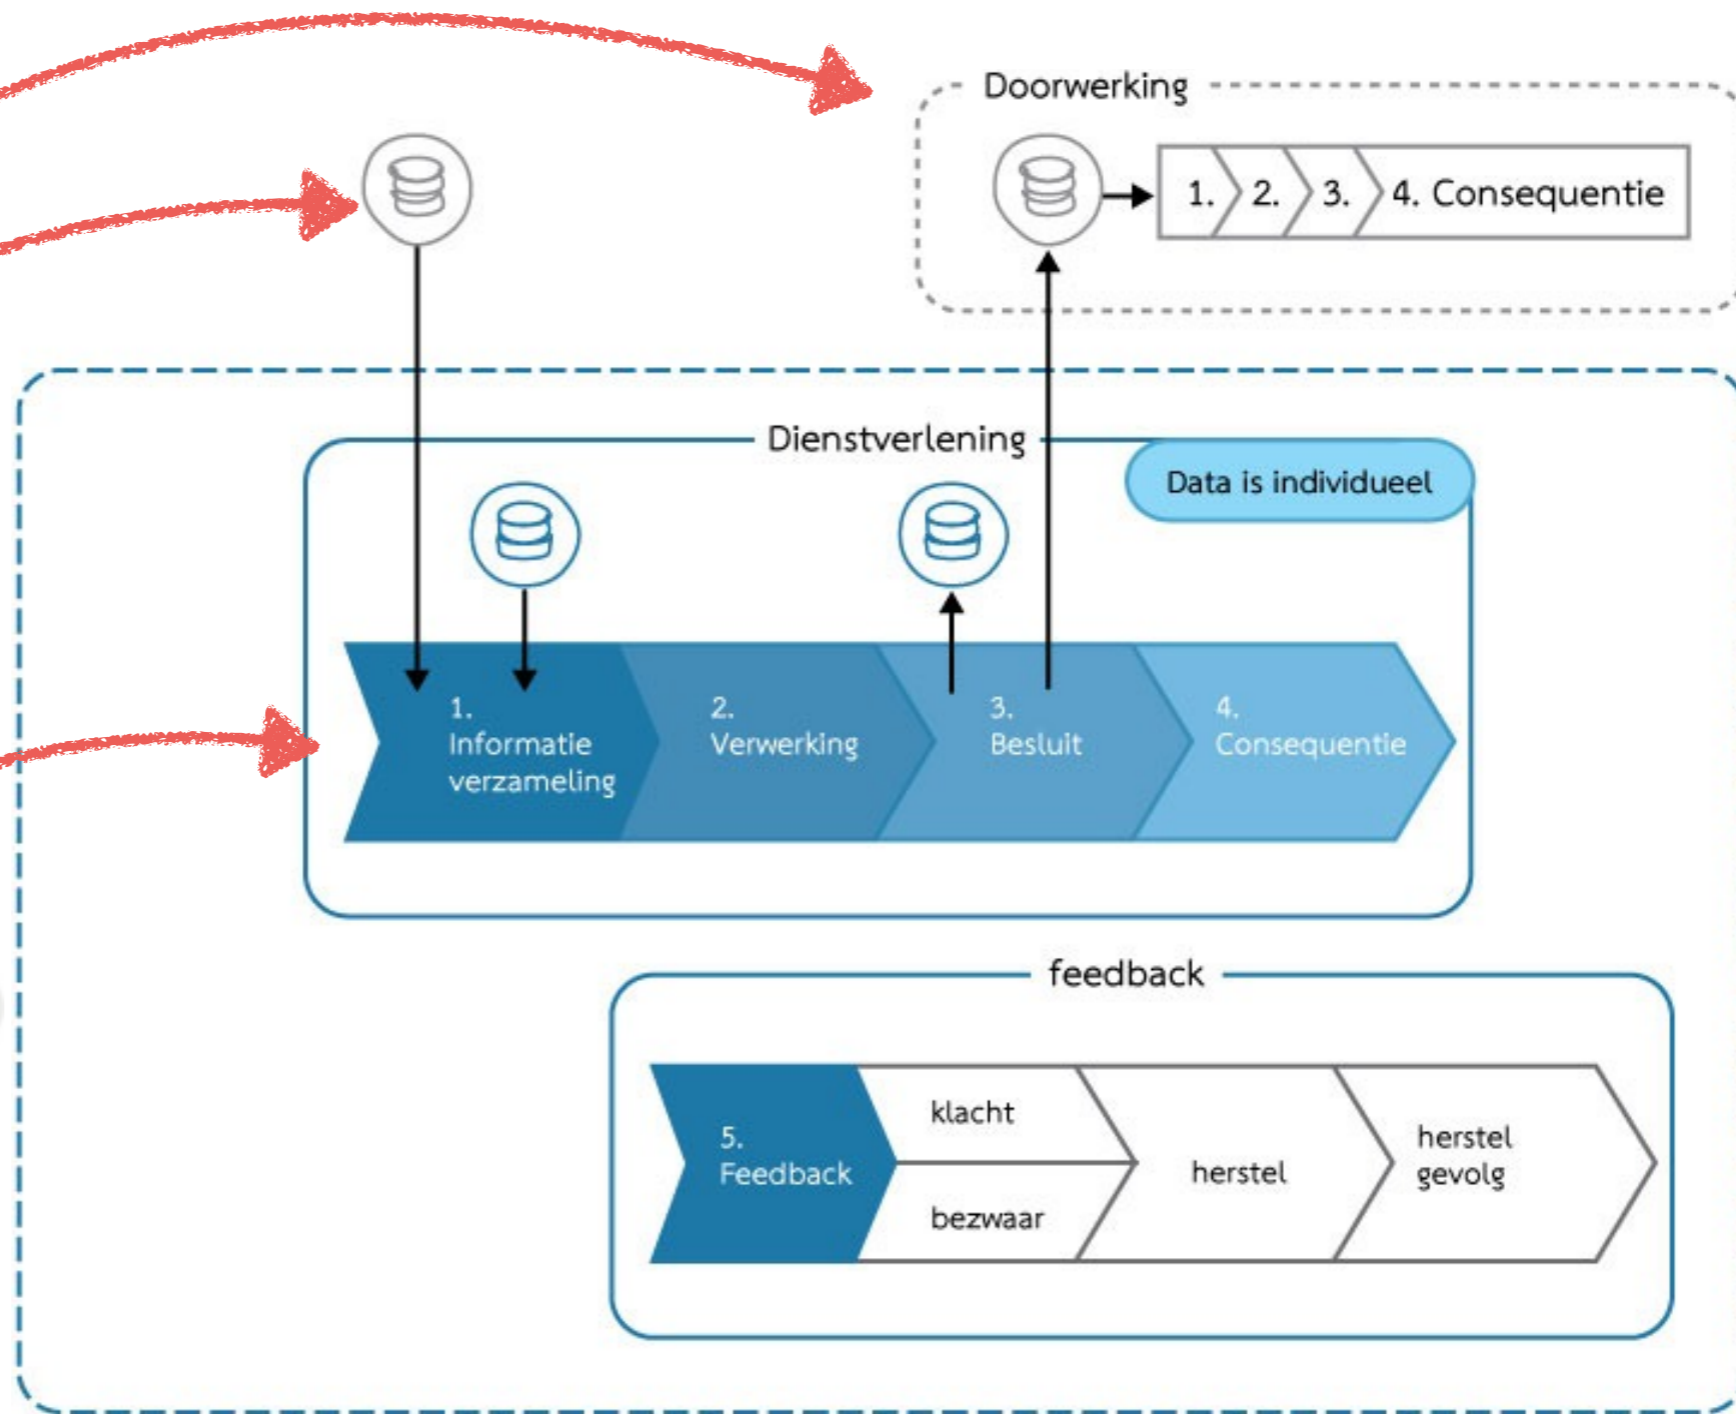 Doorwerking
1. 2. 3. 4. Consequentie
Dienstverlening
Data is individueel
1.
Informatie
verzameling
2.
Verwerking
3.
Besluit
4.
Consequentie
feedback
5.
Feedback
klacht
bezwaar
herstel
herstel
gevolg